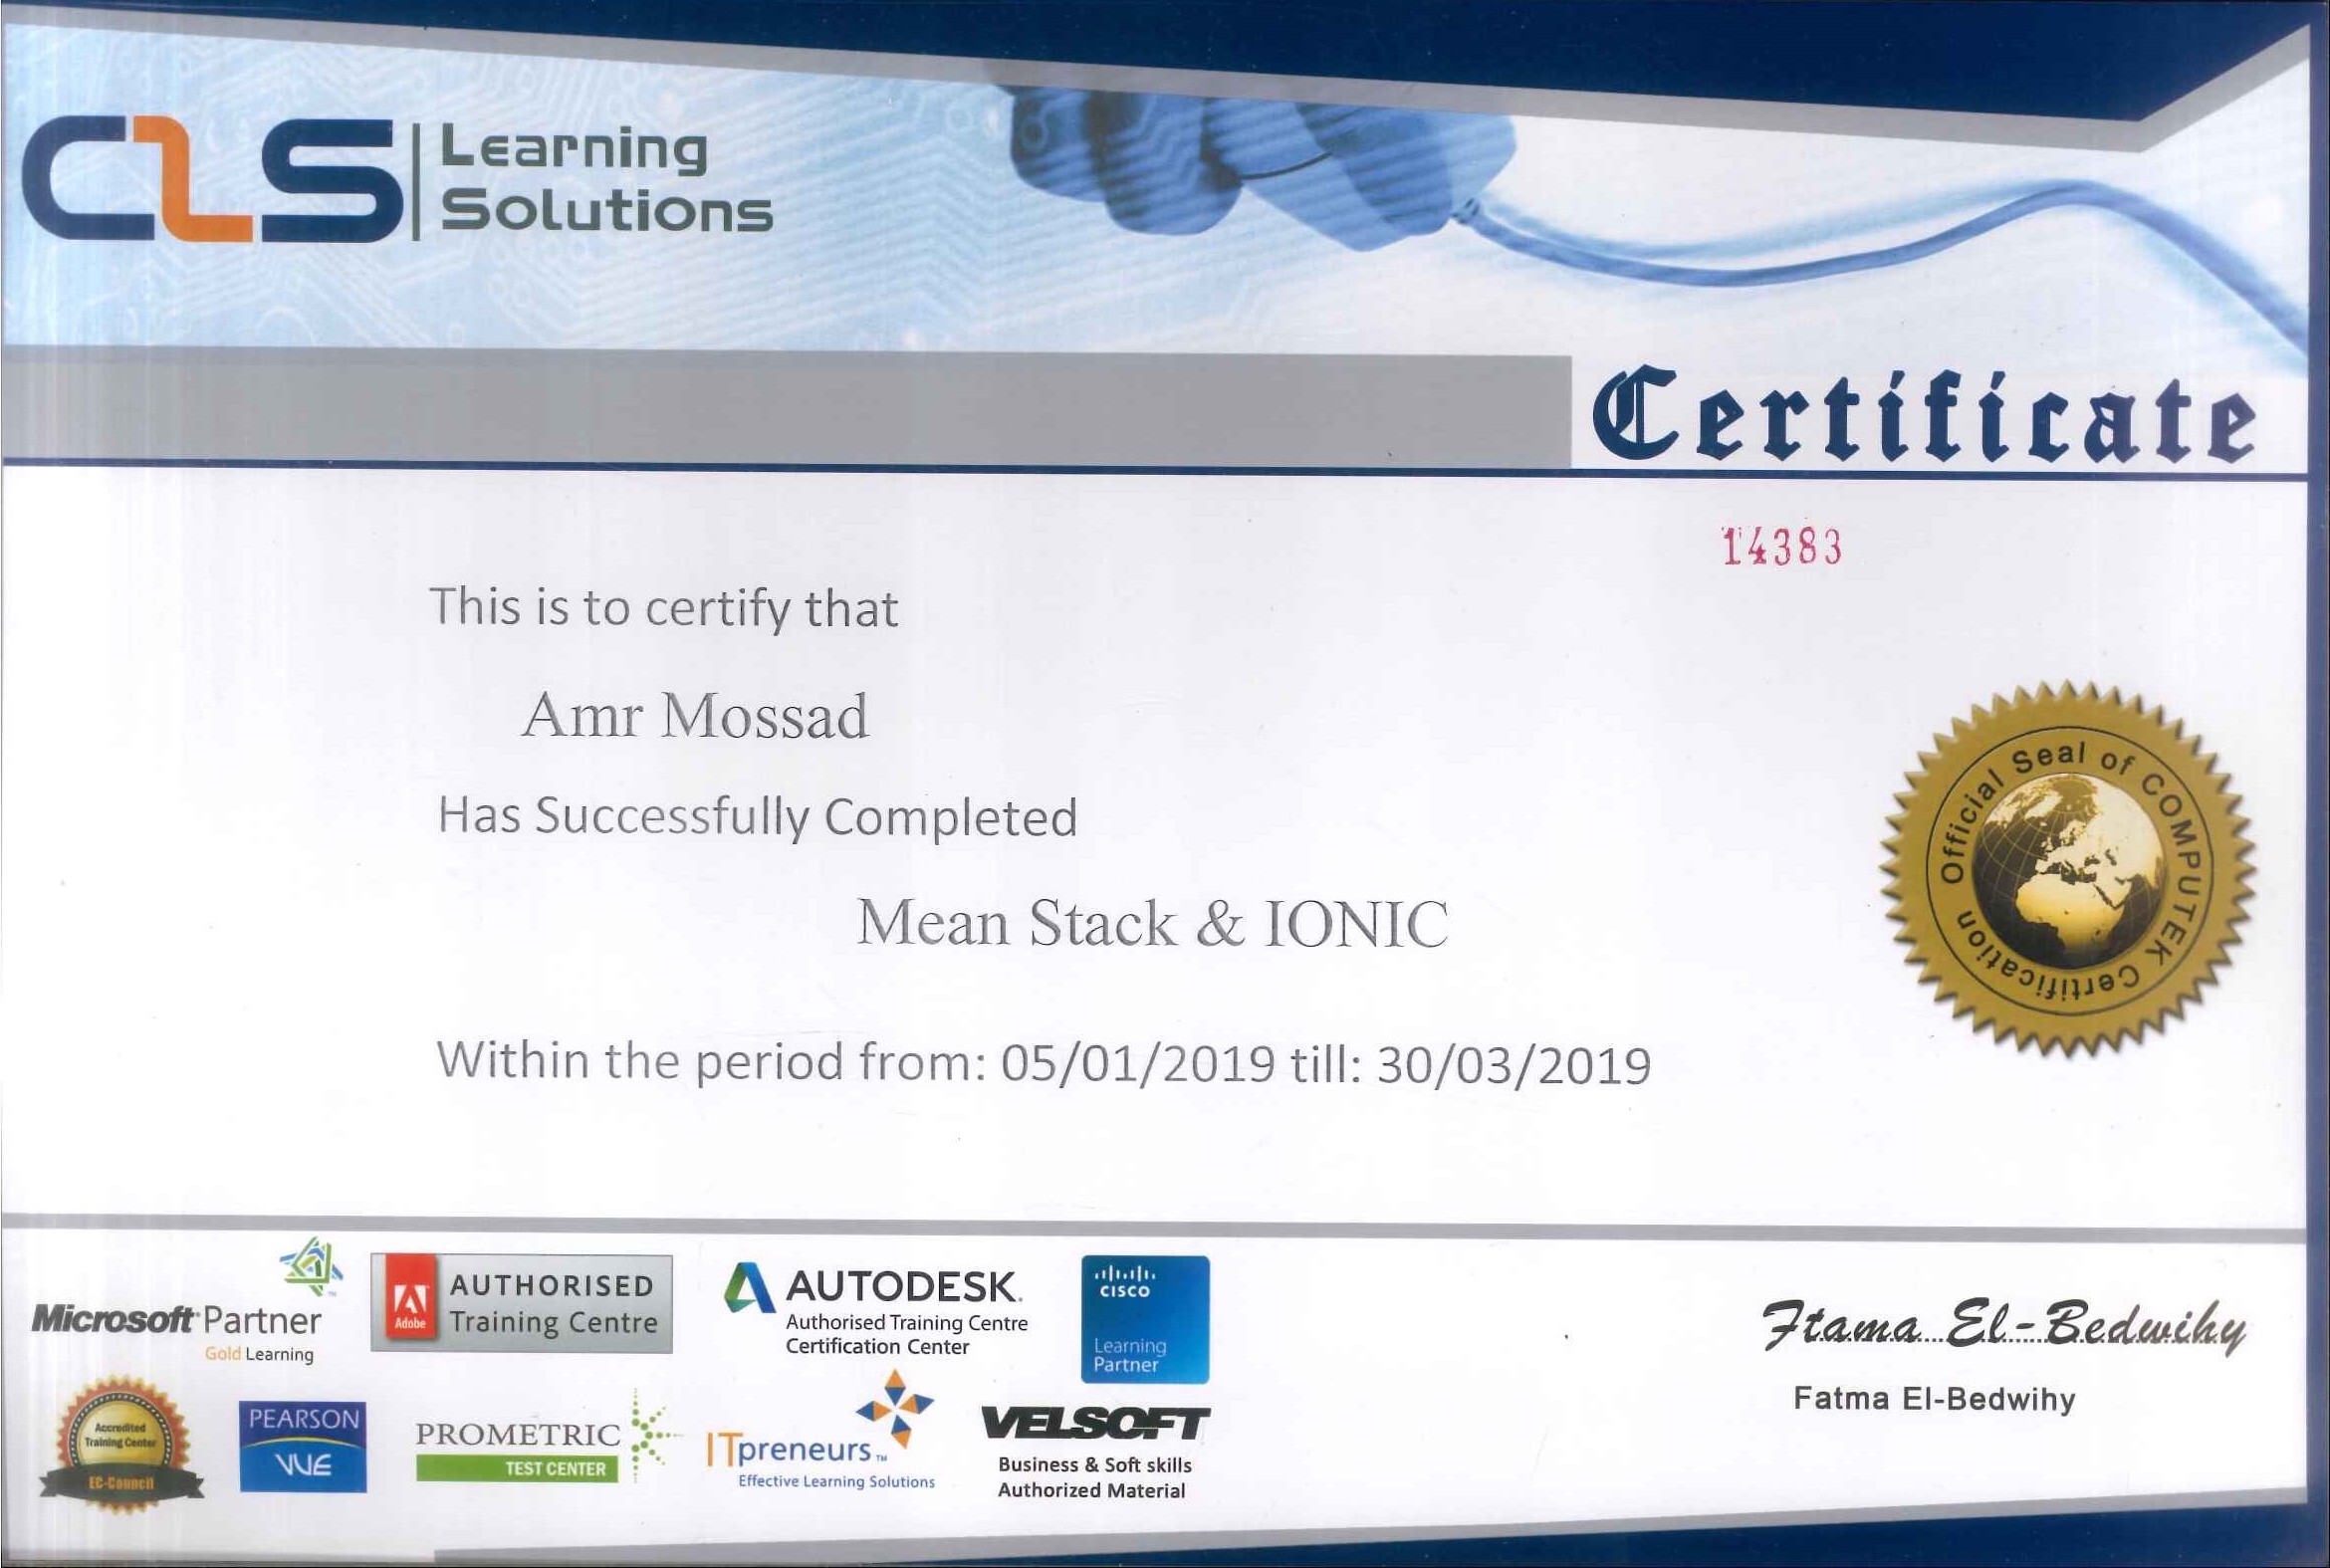 CLS Learning
Solutions
Certificate
14383
This is to certify that
Amr Mossad
Has Successfully Completed
Mean Stack & IONIC
Within the period from: 05/01/2019 till: 30/03/2019
Official Seal of COMPUTEK Certification
Microsoft Partner
Gold Learning
Adobe
AUTHORISED
Training Centre
AUTODESK.
Authorised Training Centre
Certification Center
CISCO
Learning
Partner
Ftama El-Bedwihy
Fatma El-Bedwihy
Accredited
Training Center
EC-Council
PEARSON
VUE
PROMETRIC
TEST CENTER
ITpreneurs™
Effective Learning Solutions
VELSOFT
Business & Soft skills
Authorized Material